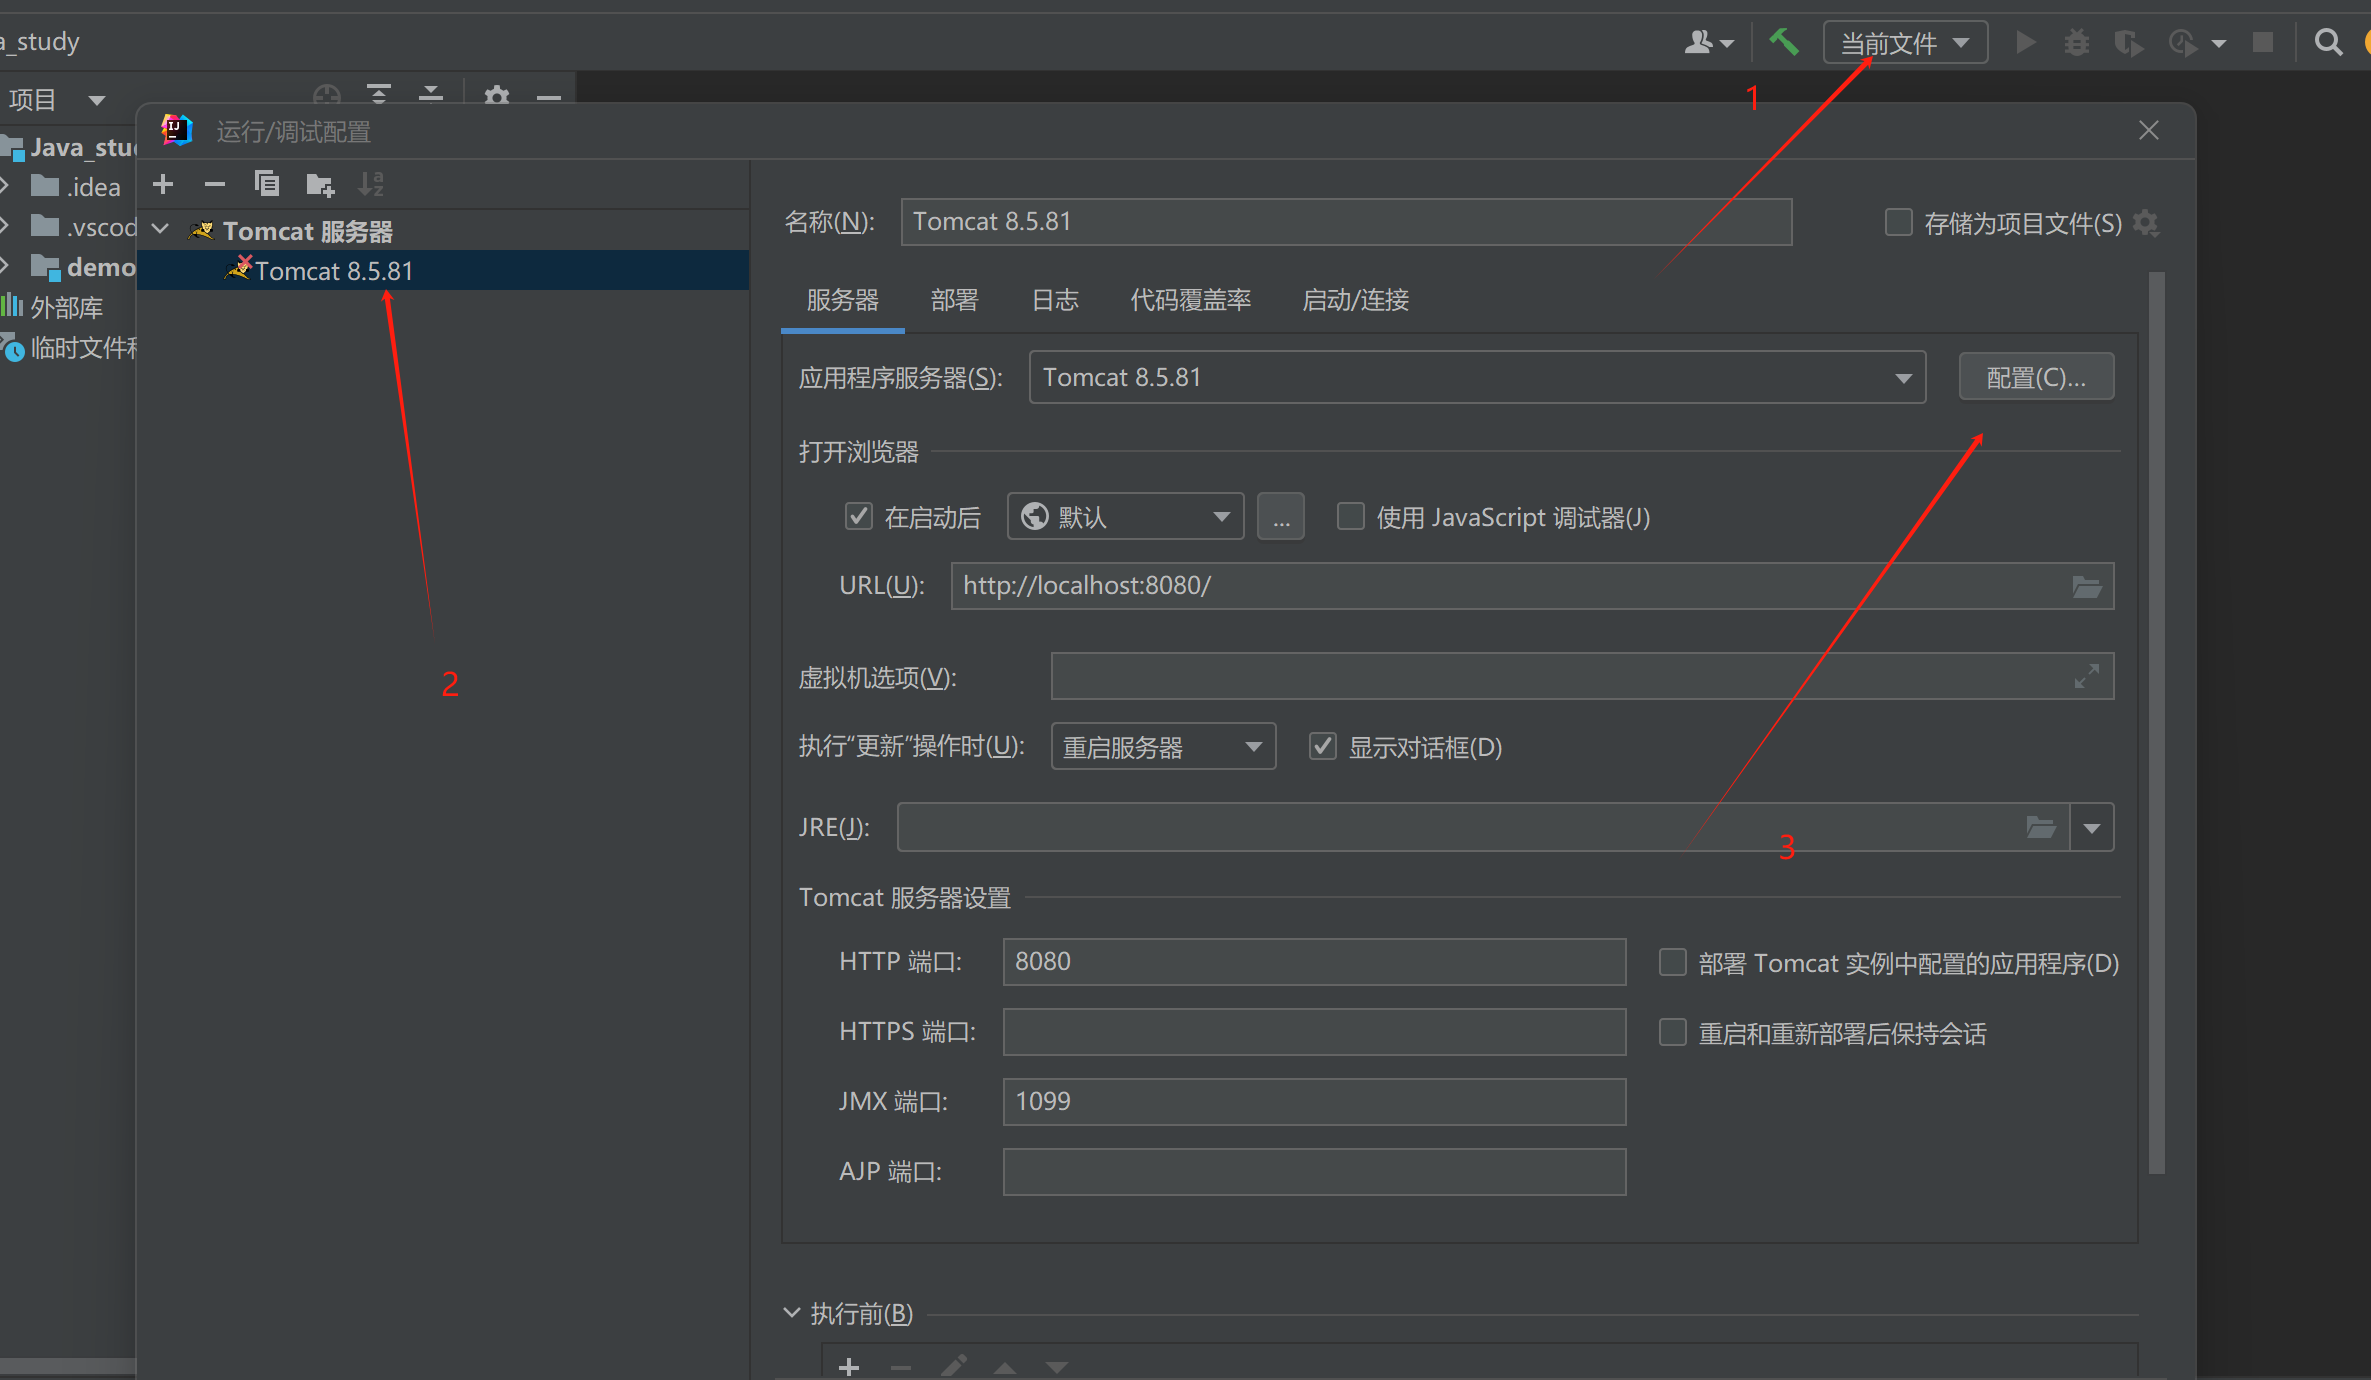 a_study
当前文件
1
项目
运行/调试配置
Java_stu
.idea
.vscod
demo
外部库
临时文件
Tomcat 服务器
Tomcat 8.5.81
2
名称(N): Tomcat 8.5.81
存储为项目文件(S)
服务器 部署 日志 代码覆盖率 启动/连接
应用程序服务器(S): Tomcat 8.5.81 配置(C)...
打开浏览器
在启动后 默认 ... 使用 JavaScript 调试器(J)
URL(U): http://localhost:8080/
虚拟机选项(V):
执行“更新”操作时(U): 重启服务器 显示对话框(D)
JRE(J):
3
Tomcat 服务器设置
HTTP 端口: 8080 部署 Tomcat 实例中配置的应用程序(D)
HTTPS 端口: 重启和重新部署后保持会话
JMX 端口: 1099
AJP 端口:
执行前(B)